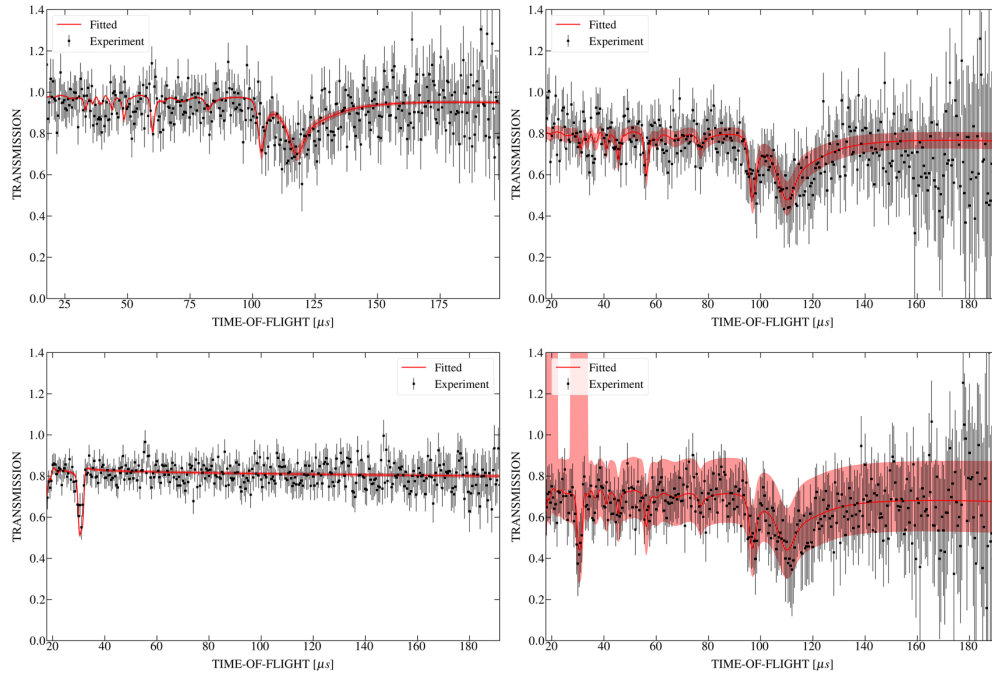 1.4
1.2
1.0
0.8
0.6
0.4
0.2
0.0
TRANSMISSION
Fitted
Experiment
25 50 75 100 125 150 175
TIME-OF-FLIGHT [μs]
1.4
1.2
1.0
0.8
0.6
0.4
0.2
0.0
TRANSMISSION
Fitted
Experiment
20 40 60 80 100 120 140 160 180
TIME-OF-FLIGHT [μs]
1.4
1.2
1.0
0.8
0.6
0.4
0.2
0.0
TRANSMISSION
Fitted
Experiment
20 40 60 80 100 120 140 160 180
TIME-OF-FLIGHT [μs]
1.4
1.2
1.0
0.8
0.6
0.4
0.2
0.0
TRANSMISSION
Fitted
Experiment
20 40 60 80 100 120 140 160 180
TIME-OF-FLIGHT [μs]